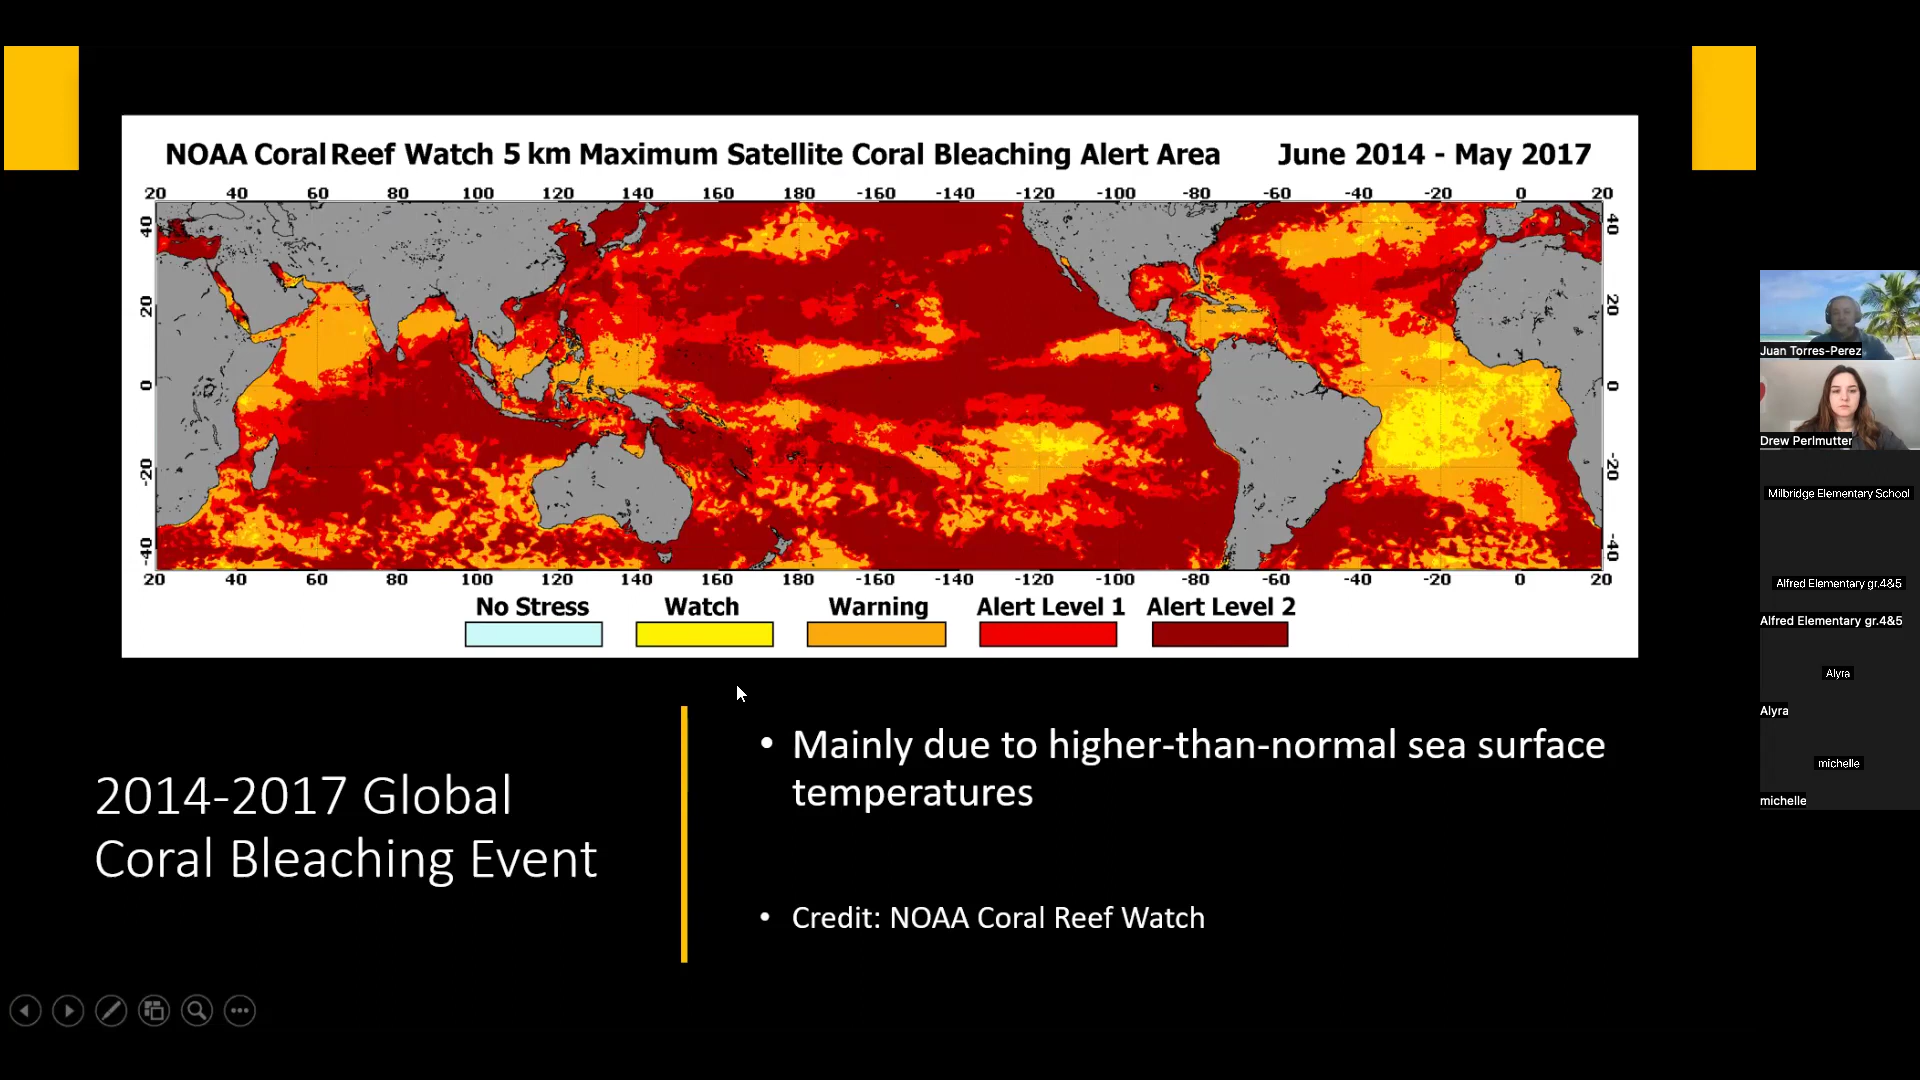 NOAA Coral Reef Watch 5 km Maximum Satellite Coral Bleaching Alert Area June 2014 - May 2017
20 40 60 80 100 120 140 160 180 -160 -140 -120 -100 -80 -60 -40 -20 0 20
40 40
20 20
0 0
-20 -20
-40 -40
20 40 60 80 100 120 140 160 180 -160 -140 -120 -100 -80 -60 -40 -20 0 20
No Stress Watch Warning Alert Level 1 Alert Level 2
2014-2017 Global
Coral Bleaching Event
• Mainly due to higher-than-normal sea surface
temperatures
• Credit: NOAA Coral Reef Watch
Juan Torres-Perez
Drew Perlmutter
Milbridge Elementary School
Alfred Elementary gr.4&5
Alfred Elementary gr.4&5
Alyra
Alyra
michelle
michelle